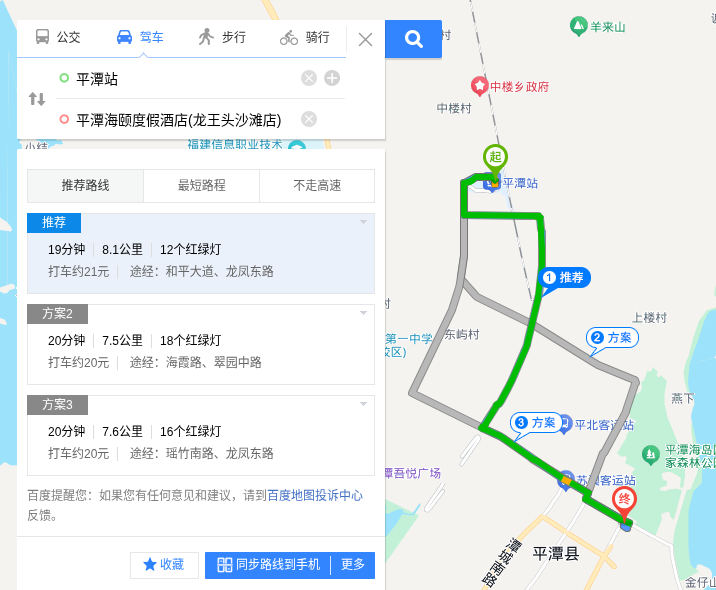 公交 驾车 步行 骑行
平潭站
平潭海颐度假酒店(龙王头沙滩店)
小结
福建信息职业技术
推荐路线 最短路程 不走高速
推荐
19分钟 8.1公里 12个红绿灯
打车约21元 途经：和平大道、龙凤东路
方案2
20分钟 7.5公里 18个红绿灯
打车约20元 途经：海霞路、翠园中路
方案3
20分钟 7.6公里 16个红绿灯
打车约20元 途经：瑶竹南路、龙凤东路
百度提醒您：如果您有任何意见和建议，请到百度地图投诉中心
反馈。
收藏 同步路线到手机 更多
村
羊来山
中楼乡政府
中楼村
起
平潭站
1 推荐
村
上楼村
第一中学
校区)
东屿村
2 方案
燕下
3 方案
平北客运站
平潭海岛国
家森林公园
潭吾悦广场
苏澳客运站
终
平潭县
潭城南路
金仔山